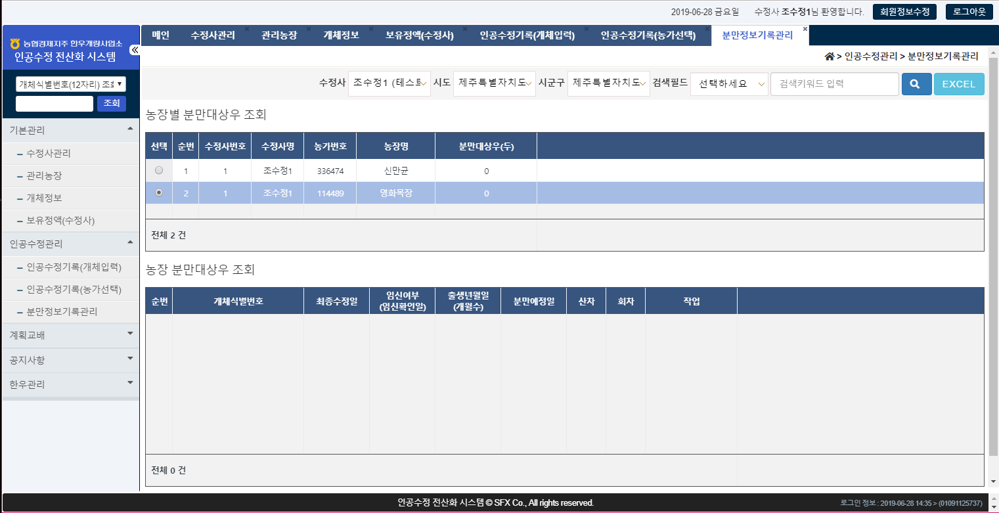 2019-06-28 금요일 수정사 조수정1님 환영합니다. 회원정보수정 로그아웃
농협경제지주 한우개량사업소
인공수정 전산화 시스템
메인 수정사관리 관리농장 개체정보 보유정액(수정사) 인공수정기록(개체입력) 인공수정기록(농가선택) 분만정보기록관리
> 인공수정관리 > 분만정보기록관리
개체식별번호(12자리) 조회
조회
수정사 조수정1 (테스트 시도 제주특별자치도 시군구 제주특별자치도 검색필드 선택하세요 검색키워드 입력 EXCEL
기본관리
– 수정사관리
– 관리농장
– 개체정보
– 보유정액(수정사)
인공수정관리
– 인공수정기록(개체입력)
– 인공수정기록(농가선택)
– 분만정보기록관리
계획교배
공지사항
한우관리
농장별 분만대상우 조회
선택 순번 수정사번호 수정사명 농가번호 농장명 분만대상우(두)
1 1 조수정1 336474 신만균 0
2 1 조수정1 114489 영화목장 0
전체 2 건
농장 분만대상우 조회
순번 개체식별번호 최종수정일 임신여부 (임신확인일) 출생년월일 (개월수) 분만예정일 산차 회차 작업
전체 0 건
인공수정 전산화 시스템 © SFX Co., All rights reserved.
로그인 정보 : 2019-06-28 14:35 > (01091125737)